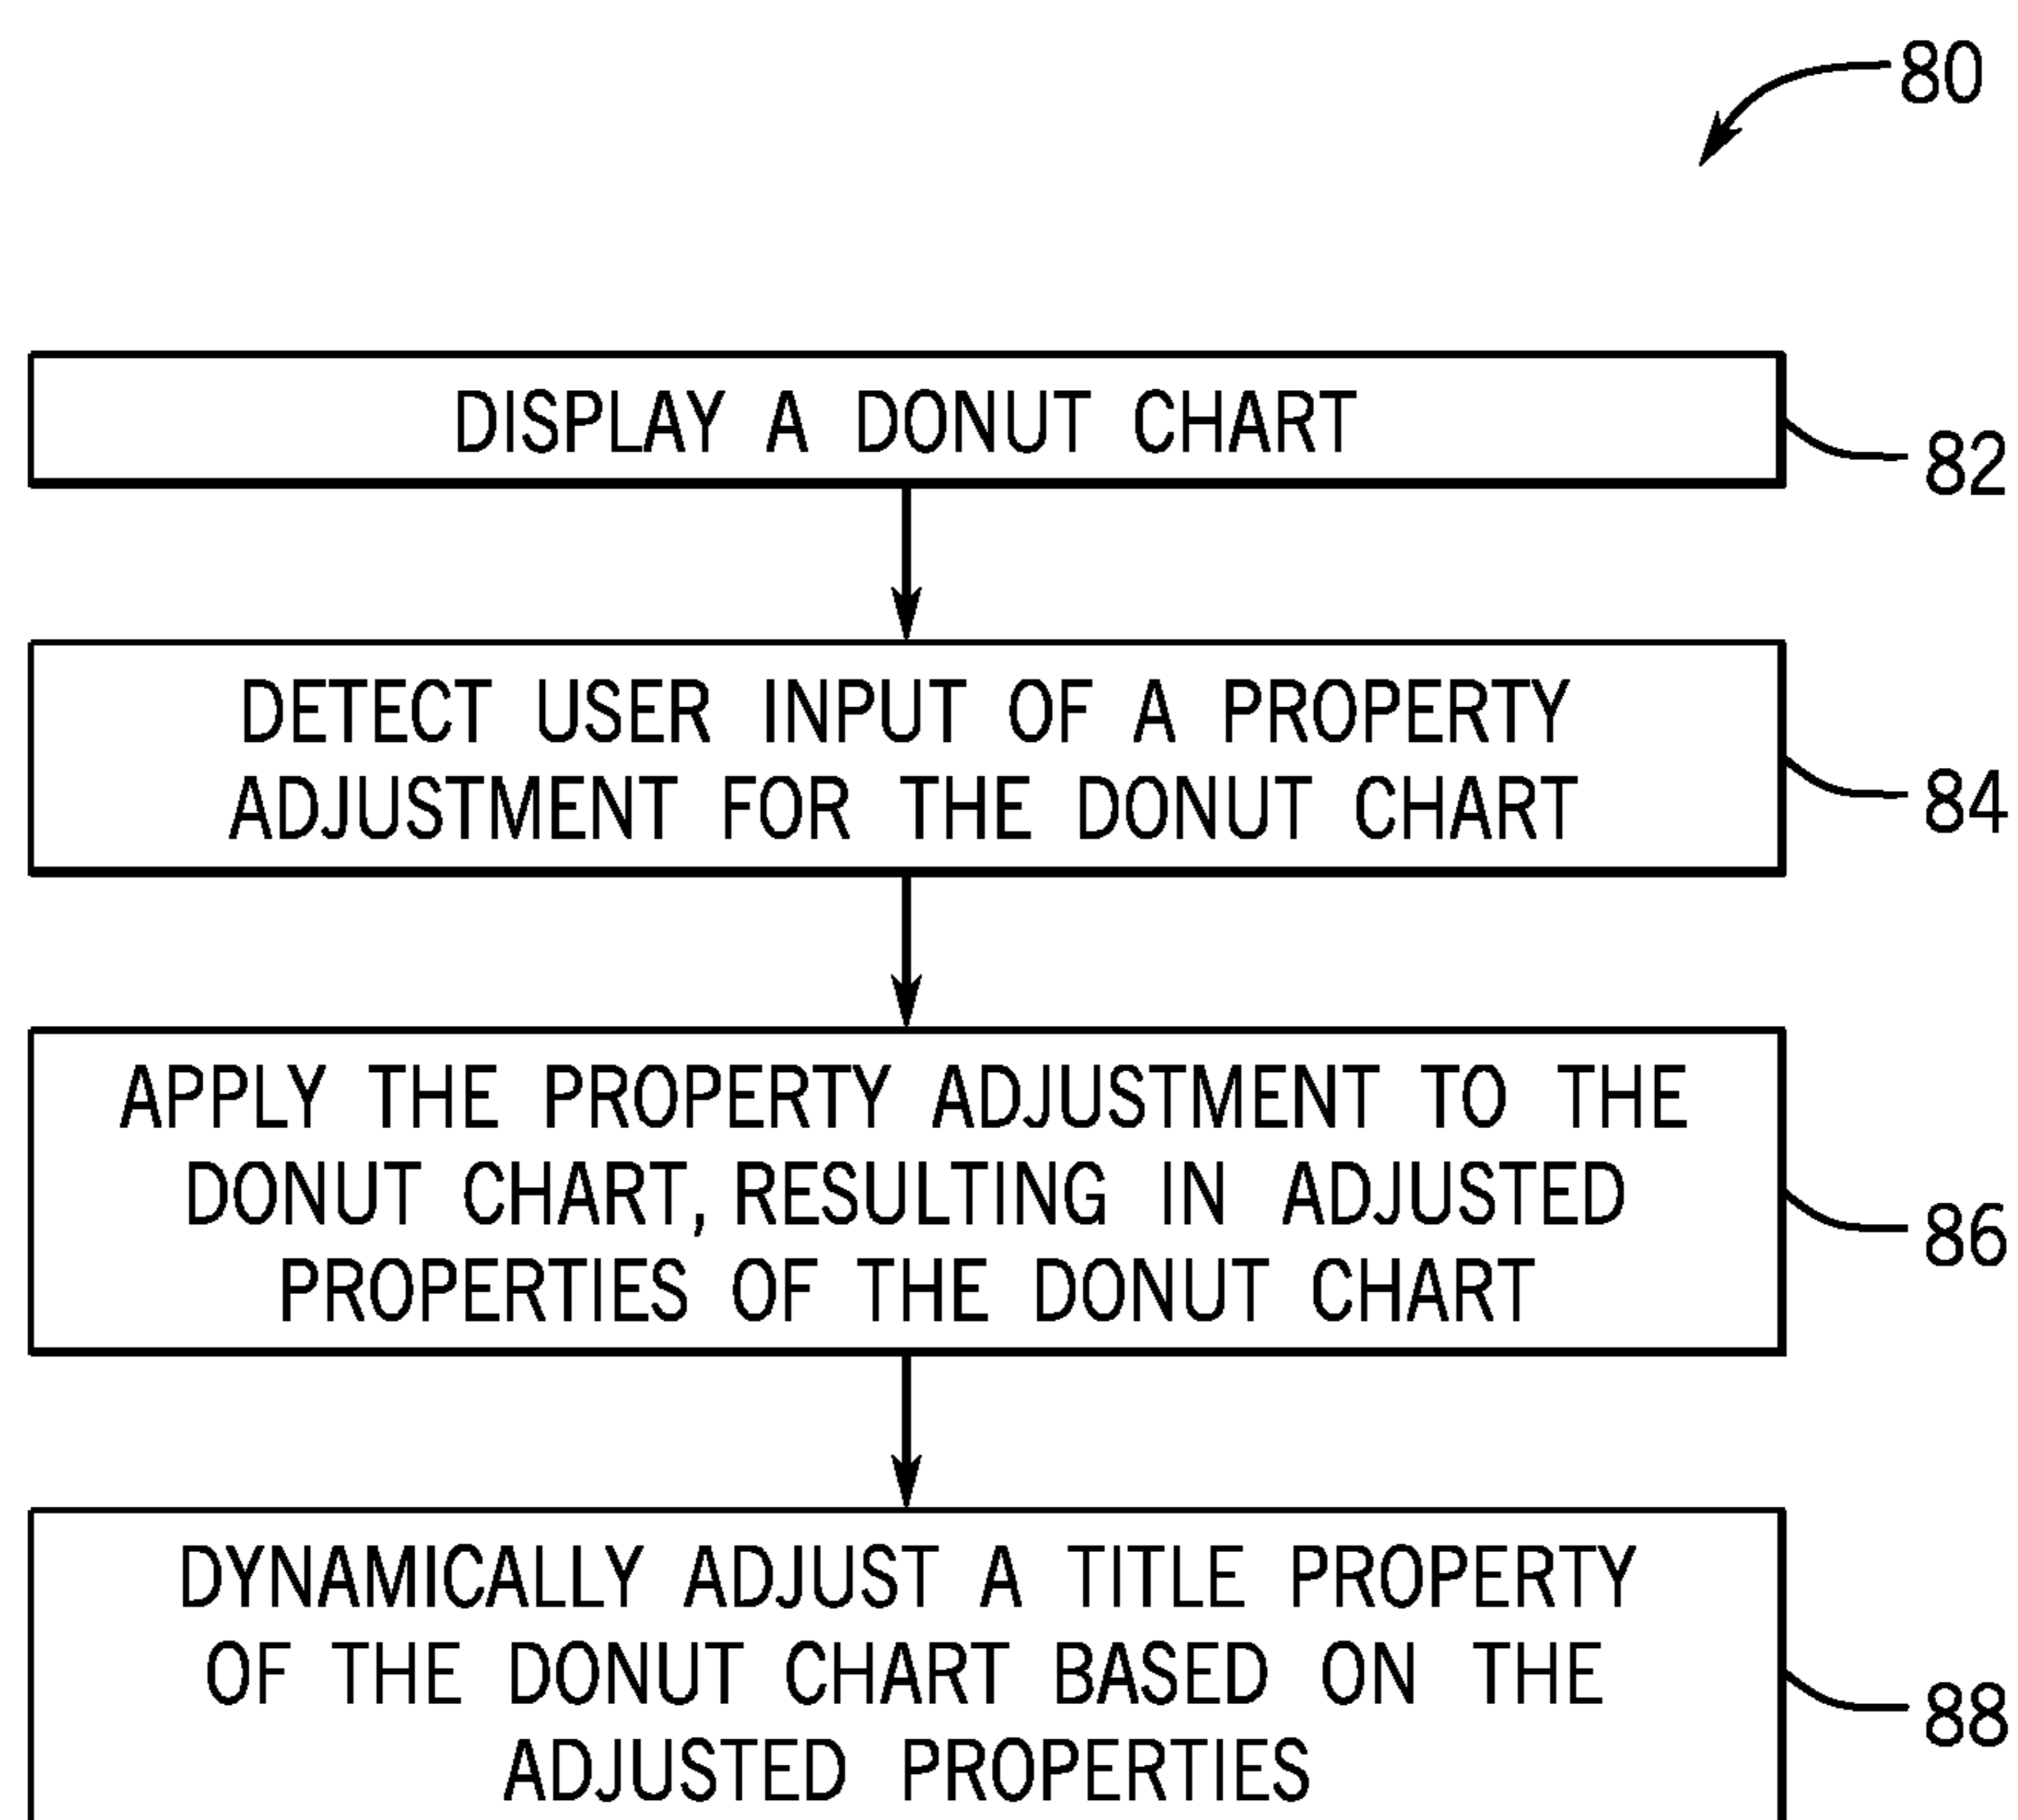 80
DISPLAY A DONUT CHART
82
DETECT USER INPUT OF A PROPERTY
ADJUSTMENT FOR THE DONUT CHART
84
APPLY THE PROPERTY ADJUSTMENT TO THE
DONUT CHART, RESULTING IN ADJUSTED
PROPERTIES OF THE DONUT CHART
86
DYNAMICALLY ADJUST A TITLE PROPERTY
OF THE DONUT CHART BASED ON THE
ADJUSTED PROPERTIES
88